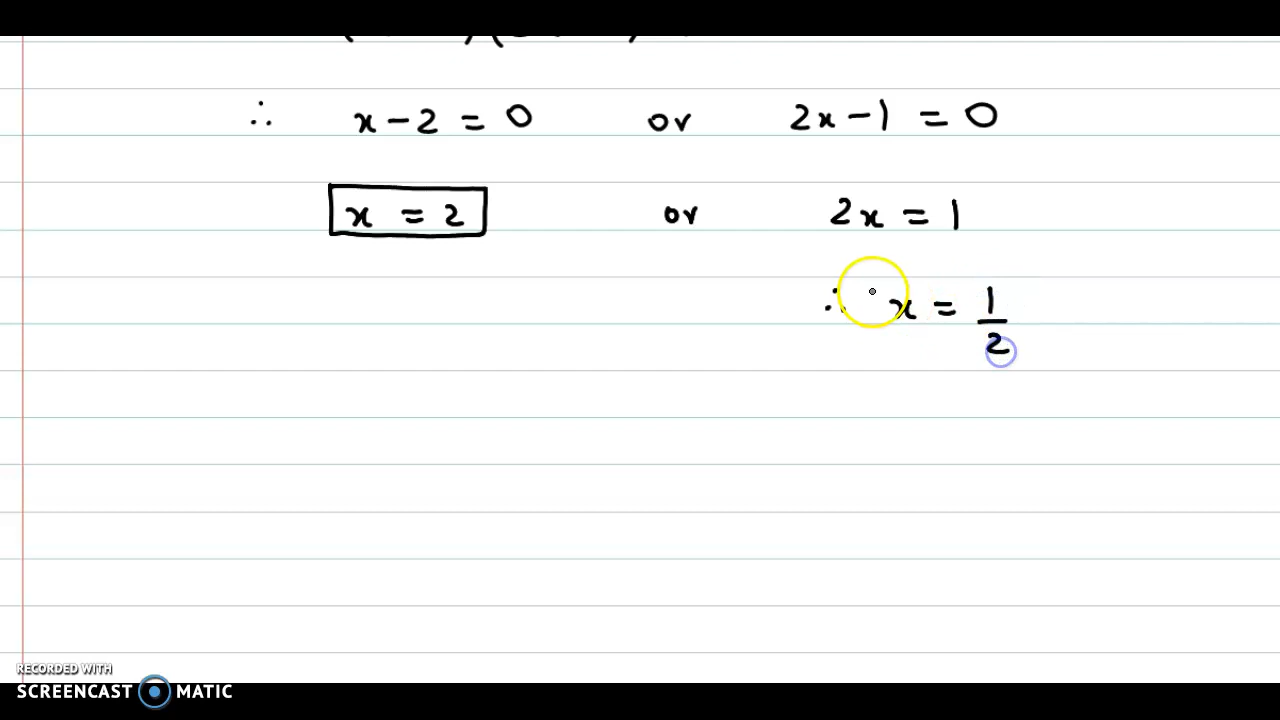 ∴ x - 2 = 0 or 2x - 1 = 0
x = 2 or 2x = 1
∴ x = 1/2
RECORDED WITH
SCREENCAST MATIC